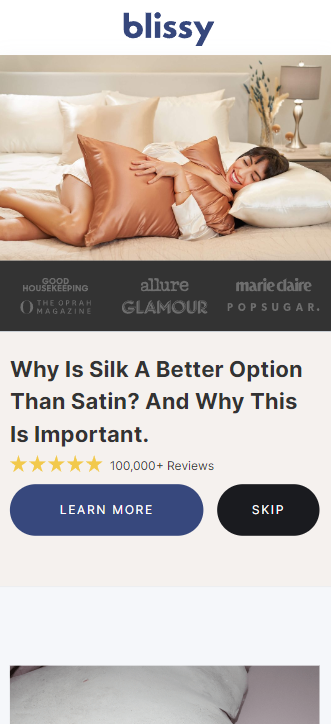 blissy
GOOD
HOUSEKEEPING
allure
marie claire
O THE OPRAH
MAGAZINE
GLAMOUR
POPSUGAR.
Why Is Silk A Better Option
Than Satin? And Why This
Is Important.
100,000+ Reviews
LEARN MORE
SKIP